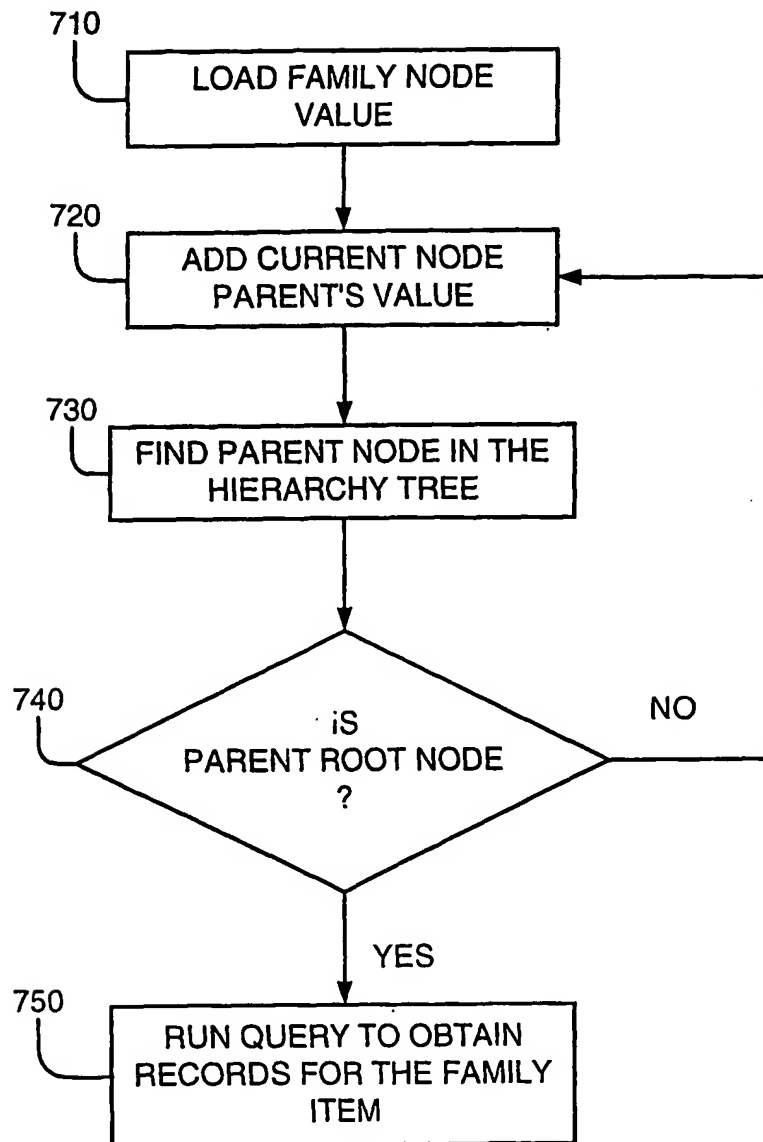 710
LOAD FAMILY NODE
VALUE
720
ADD CURRENT NODE
PARENT'S VALUE
730
FIND PARENT NODE IN THE
HIERARCHY TREE
740
iS
PARENT ROOT NODE
?
NO
YES
750
RUN QUERY TO OBTAIN
RECORDS FOR THE FAMILY
ITEM